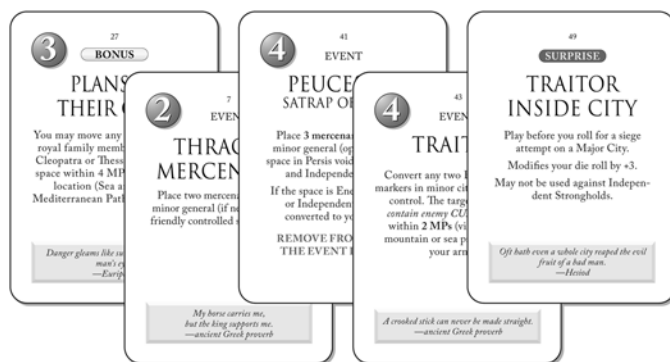 27
3
BONUS
PLANS
THEIR
You may move any
royal family memb
Cleopatra or Thess
space within 4 MP
location (Sea a
Mediterranean Path
Danger gleams like su
man's ey
—Eurip
7
2
EVEN
THRAC
MERCEN
Place two mercena
minor general (if no
friendly controlled s
My horse carries me,
but the king supports me.
—ancient Greek proverb
41
4
EVENT
PEUCE
SATRAP OF
Place 3 mercena
minor general (op
space in Persis void
and Independe
If the space is Ene
or Independent
converted to yo
REMOVE FRO
THE EVENT I
43
4
EVEN
TRAIT
Convert any two I
markers in minor cit
control. The targe
contain enemy CU
within 2 MPs (vi
mountain or sea p
your arm
A crooked stick can never be made straight.
—ancient Greek proverb
49
SURPRISE
TRAITOR
INSIDE CITY
Play before you roll for a siege
attempt on a Major City.
Modifies your die roll by +3.
May not be used against Indepen-
dent Strongholds.
Oft hath even a whole city reaped the evil
fruit of a bad man.
—Hesiod